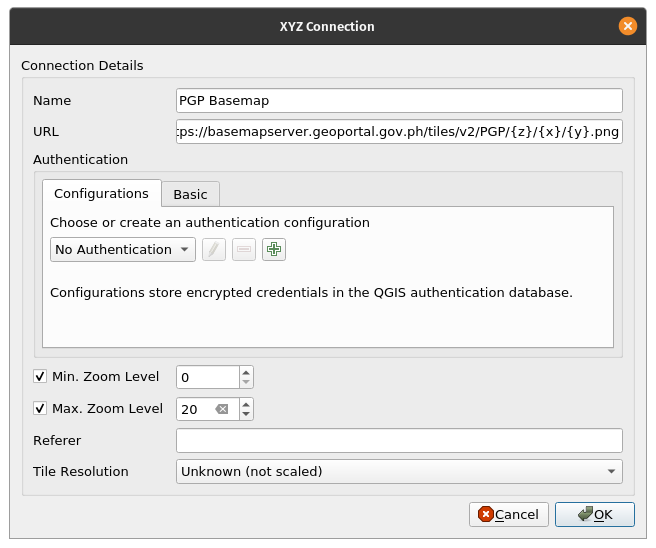 XYZ Connection
Connection Details
Name PGP Basemap
URL tps://basemapserver.geoportal.gov.ph/tiles/v2/PGP/{z}/{x}/{y}.png
Authentication
Configurations Basic
Choose or create an authentication configuration
No Authentication
Configurations store encrypted credentials in the QGIS authentication database.
Min. Zoom Level 0
Max. Zoom Level 20
Referer
Tile Resolution Unknown (not scaled)
Cancel OK